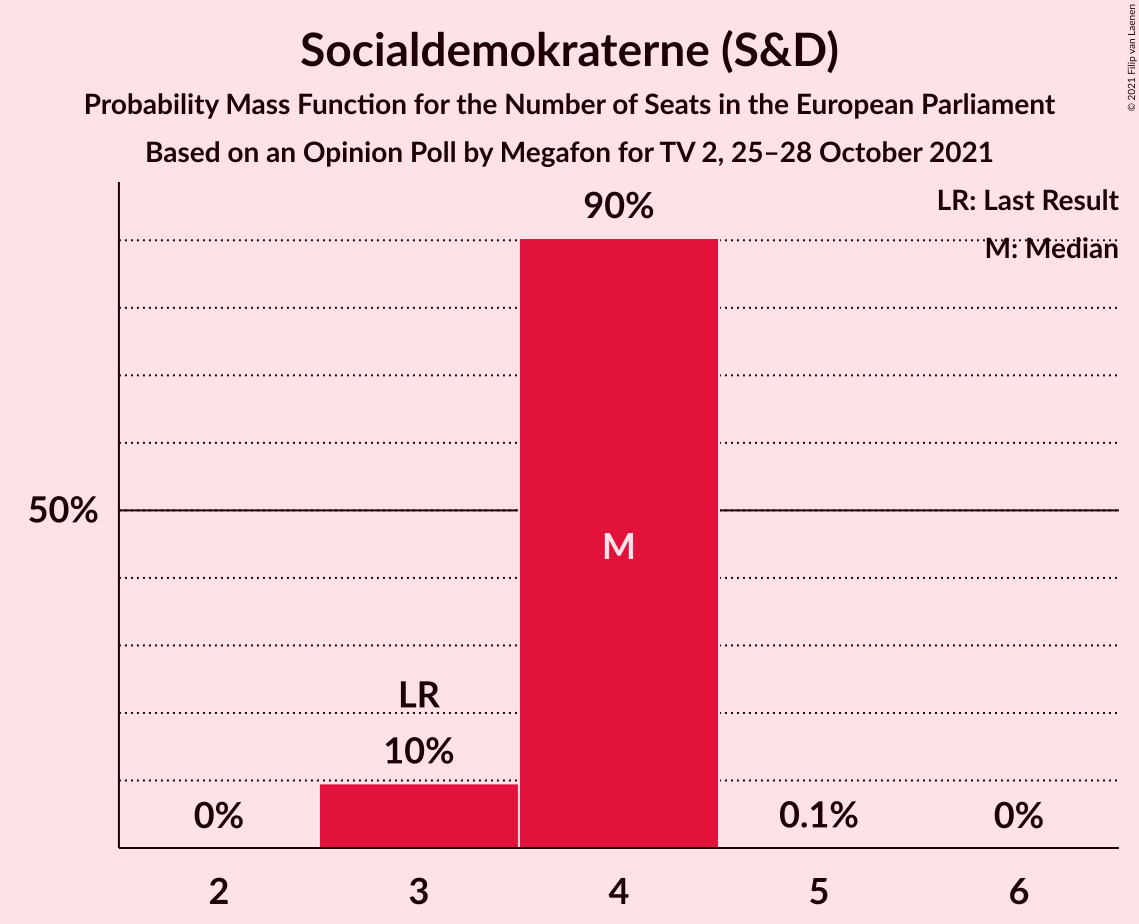 Socialdemokraterne (S&D)
Probability Mass Function for the Number of Seats in the European Parliament
Based on an Opinion Poll by Megafon for TV 2, 25–28 October 2021
© 2021 Filip van Laenen
LR: Last Result
M: Median
90%
50%
M
LR
10%
0%
0.1%
0%
2
3
4
5
6